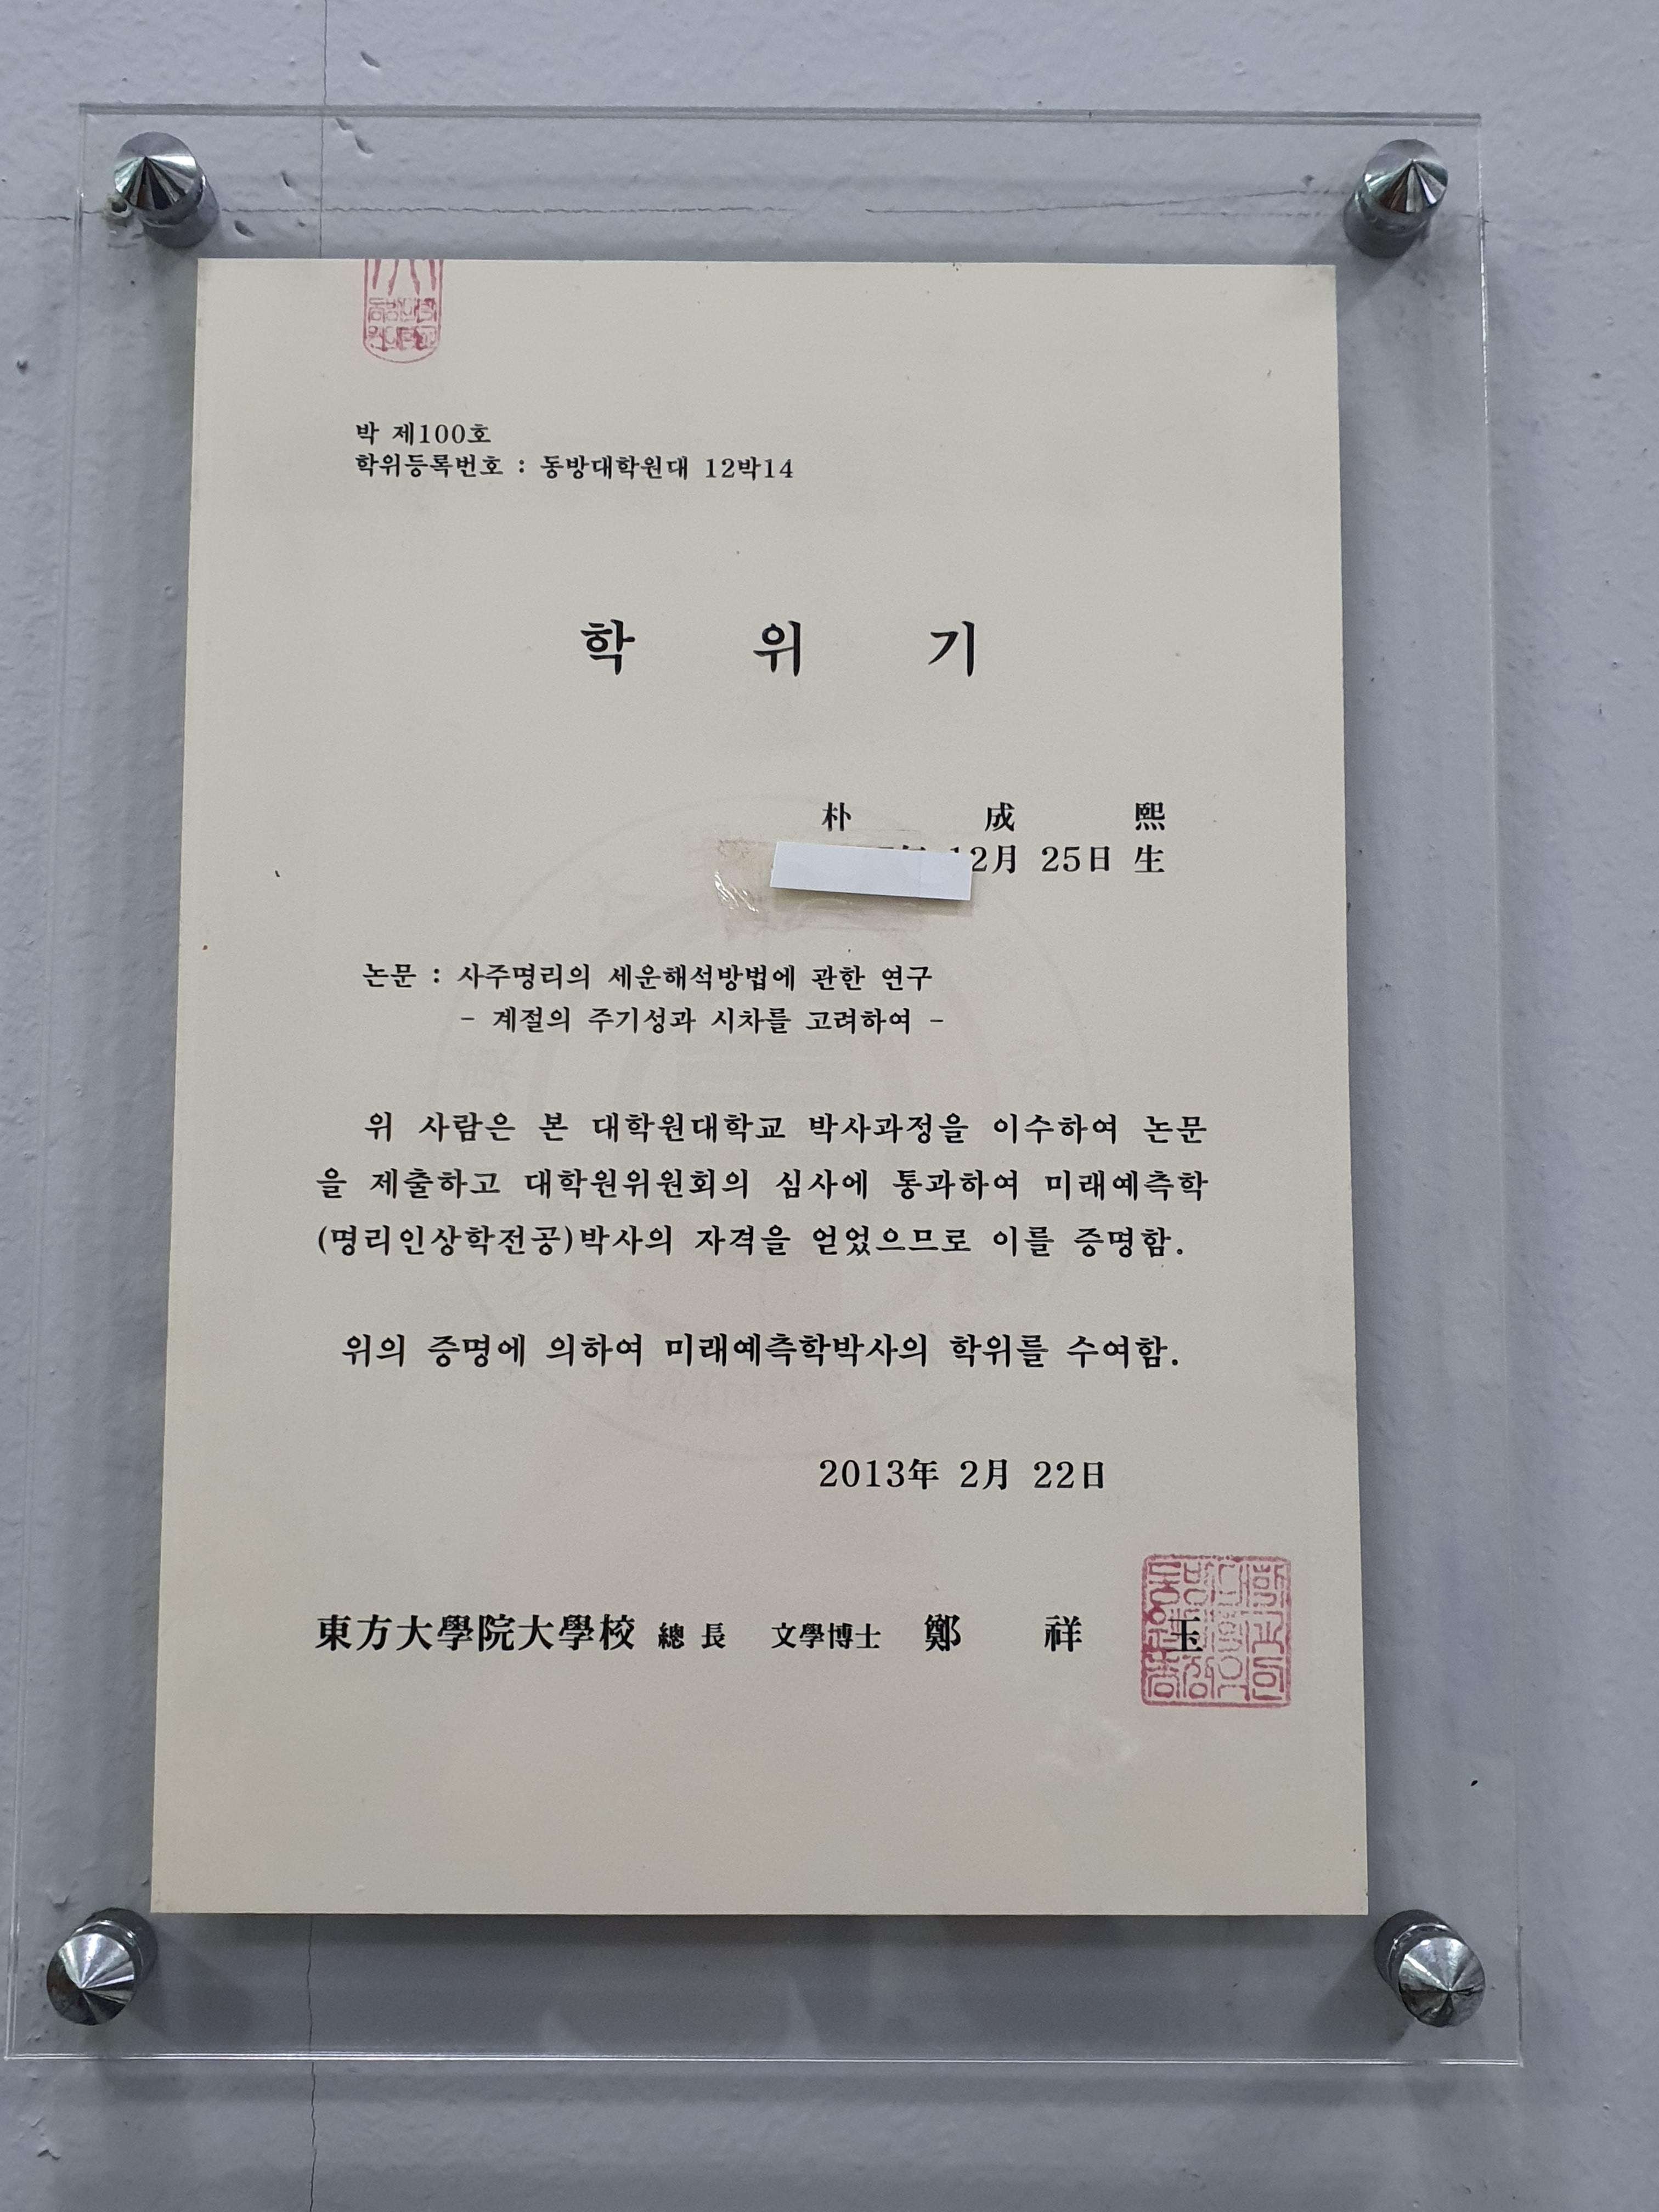 박 제100호
학위등록번호 : 동방대학원대 12박14
학 위 기
朴 成 熙
12月 25日 生
논문 : 사주명리의 세운해석방법에 관한 연구
- 계절의 주기성과 시차를 고려하여 -
위 사람은 본 대학원대학교 박사과정을 이수하여 논문
을 제출하고 대학원위원회의 심사에 통과하여 미래예측학
(명리인상학전공)박사의 자격을 얻었으므로 이를 증명함.
위의 증명에 의하여 미래예측학박사의 학위를 수여함.
2013年 2月 22日
東方大學院大學校 總 長 文學博士 鄭 祥 玉